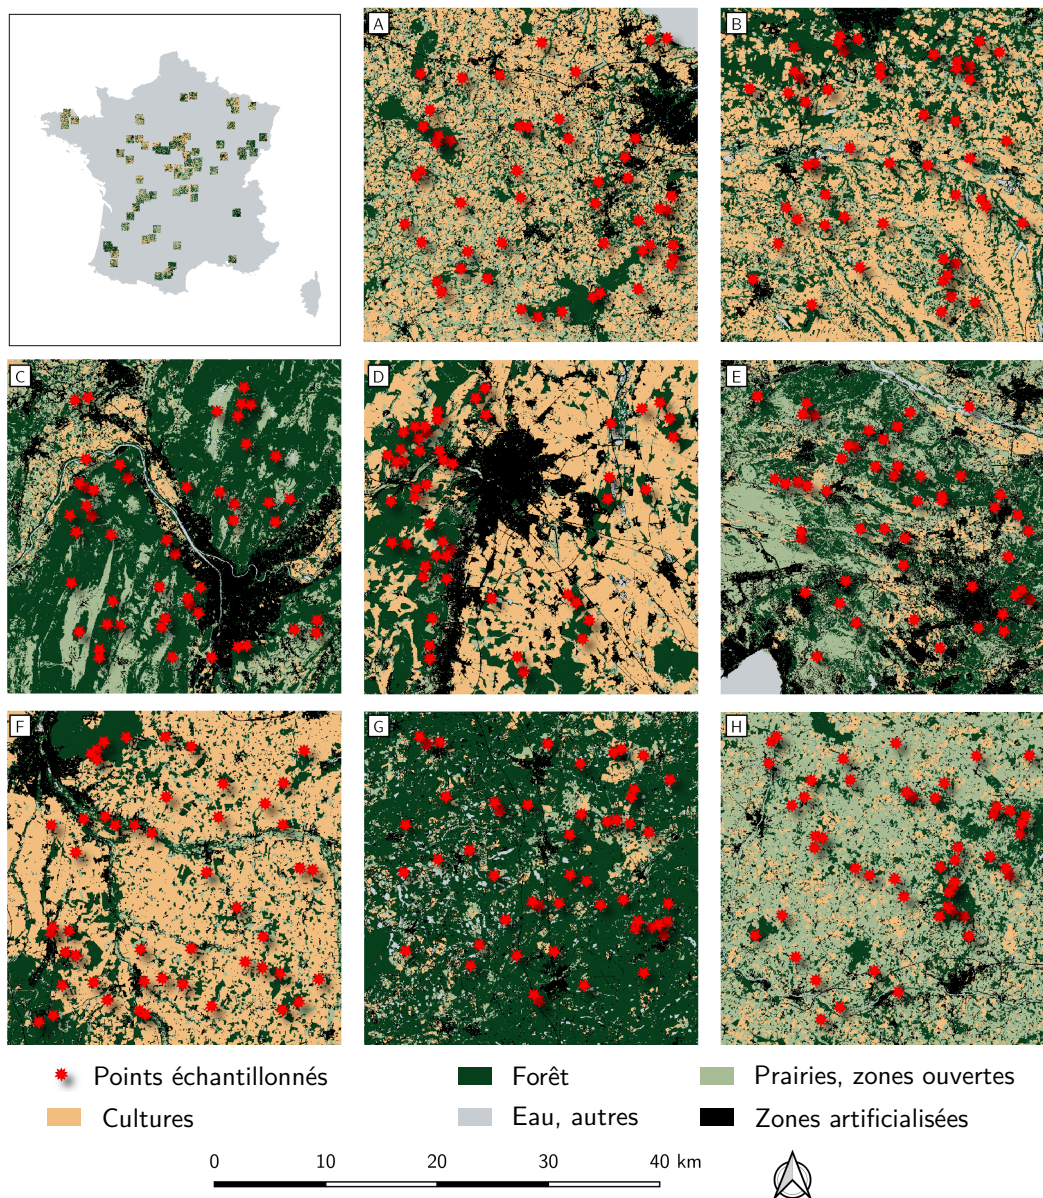 A
B
C
D
E
F
G
H
Points échantillonnés
Forêt
Prairies, zones ouvertes
Cultures
Eau, autres
Zones artificialisées
0 10 20 30 40 km